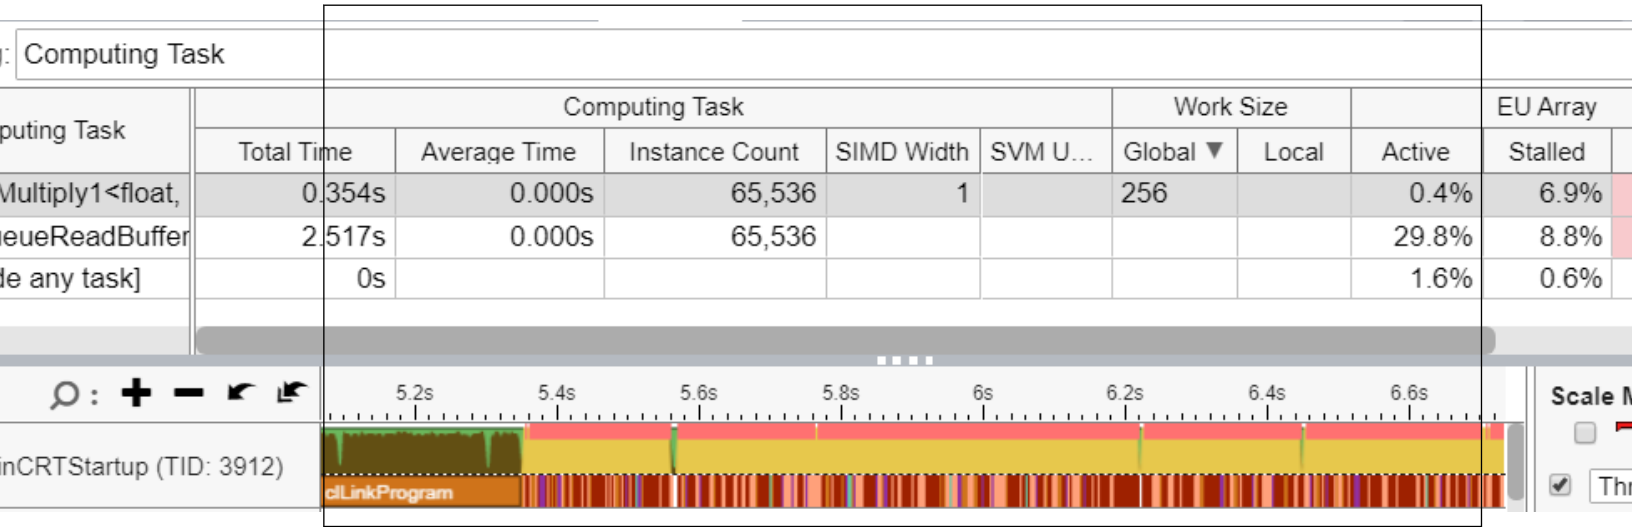 g: Computing Task
Computing Task Work Size EU Array
puting Task
Total Time Average Time Instance Count SIMD Width SVM U... Global ▼ Local Active Stalled
Multiply1<float, 0.354s 0.000s 65,536 1 256 0.4% 6.9%
ueueReadBuffer 2.517s 0.000s 65,536 29.8% 8.8%
de any task] 0s 1.6% 0.6%
5.2s 5.4s 5.6s 5.8s 6s 6.2s 6.4s 6.6s
Scale M
inCRTStartup (TID: 3912)
clLinkProgram
Thr